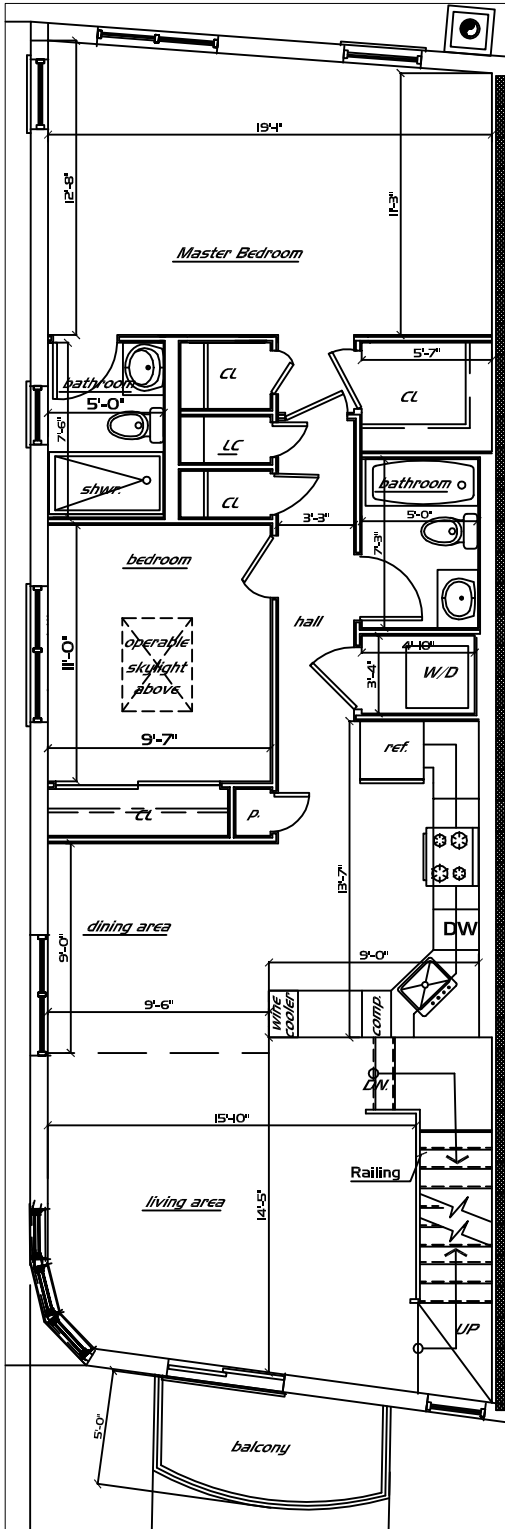 19'-1"
12'-8"
11'-3"
Master Bedroom
bathroom
5'-0"
7'-6"
shwr.
CL
LC
CL
5'-7"
CL
bathroom
5'-0"
7'-3"
3'-3"
bedroom
11'-0"
operable
skylight
above
9'-7"
hall
4'-10"
3'-4"
W/D
CL
P.
ref.
13'-7"
DW
dining area
9'-0"
9'-6"
9'-0"
wine
cooler
comp.
DN.
15'-10"
Railing
living area
14'-5"
UP
5'-0"
balcony